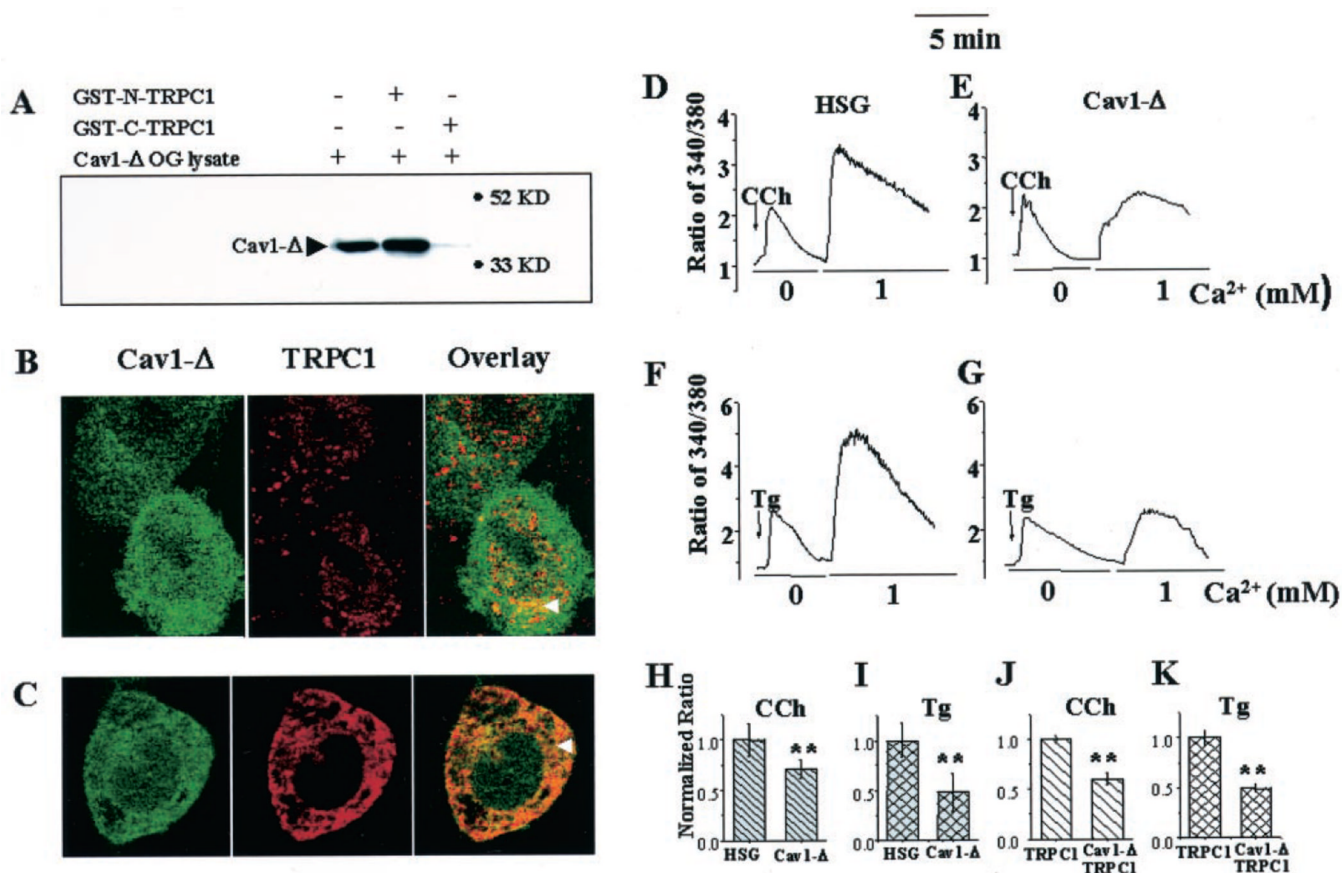 5 min
A
GST-N-TRPC1 - + -
GST-C-TRPC1 - - +
Cav1-Δ OG lysate + + +
52 KD
Cav1-Δ
33 KD
B
Cav1-Δ TRPC1 Overlay
C
D
HSG
4
3
2
1
Ratio of 340/380
CCh
0 1
E
Cav1-Δ
4
3
2
1
CCh
0 1 Ca²⁺ (mM)
F
6
4
2
Ratio of 340/380
Tg
0 1
G
6
4
2
Tg
0 1 Ca²⁺ (mM)
H
CCh
Normalized Ratio
1.0
0.5
0.0
**
HSG Cav1-Δ
I
Tg
1.0
0.5
0.0
**
HSG Cav1-Δ
J
CCh
1.0
0.5
0.0
**
TRPC1 Cav1-Δ
TRPC1
K
Tg
1.0
0.5
0.0
**
TRPC1 Cav1-Δ
TRPC1